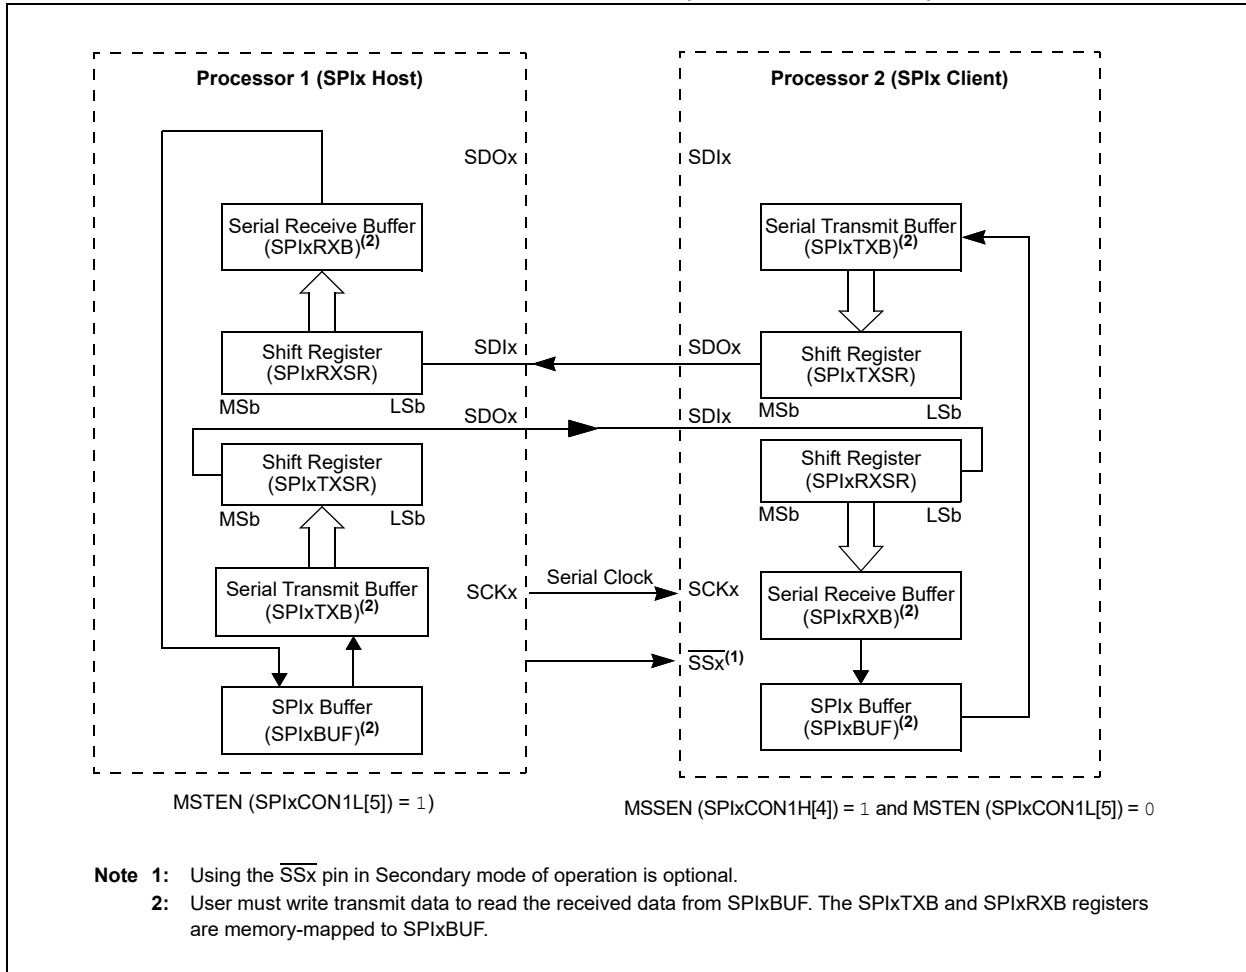 Processor 1 (SPIx Host)
SDOx
Serial Receive Buffer
(SPIxRXB)(2)
Shift Register
(SPIxRXSR)
MSb
LSb
SDIx
SDOx
Shift Register
(SPIxTXSR)
MSb
LSb
Serial Transmit Buffer
(SPIxTXB)(2)
SCKx
Serial Clock
SPIx Buffer
(SPIxBUF)(2)
MSTEN (SPIxCON1L[5]) = 1)
Processor 2 (SPIx Client)
SDIx
Serial Transmit Buffer
(SPIxTXB)(2)
SDOx
Shift Register
(SPIxTXSR)
MSb
LSb
SDIx
Shift Register
(SPIxRXSR)
MSb
LSb
SCKx
Serial Receive Buffer
(SPIxRXB)(2)
SSx(1)
SPIx Buffer
(SPIxBUF)(2)
MSSEN (SPIxCON1H[4]) = 1 and MSTEN (SPIxCON1L[5]) = 0
Note 1: Using the SSx pin in Secondary mode of operation is optional.
2: User must write transmit data to read the received data from SPIxBUF. The SPIxTXB and SPIxRXB registers
are memory-mapped to SPIxBUF.